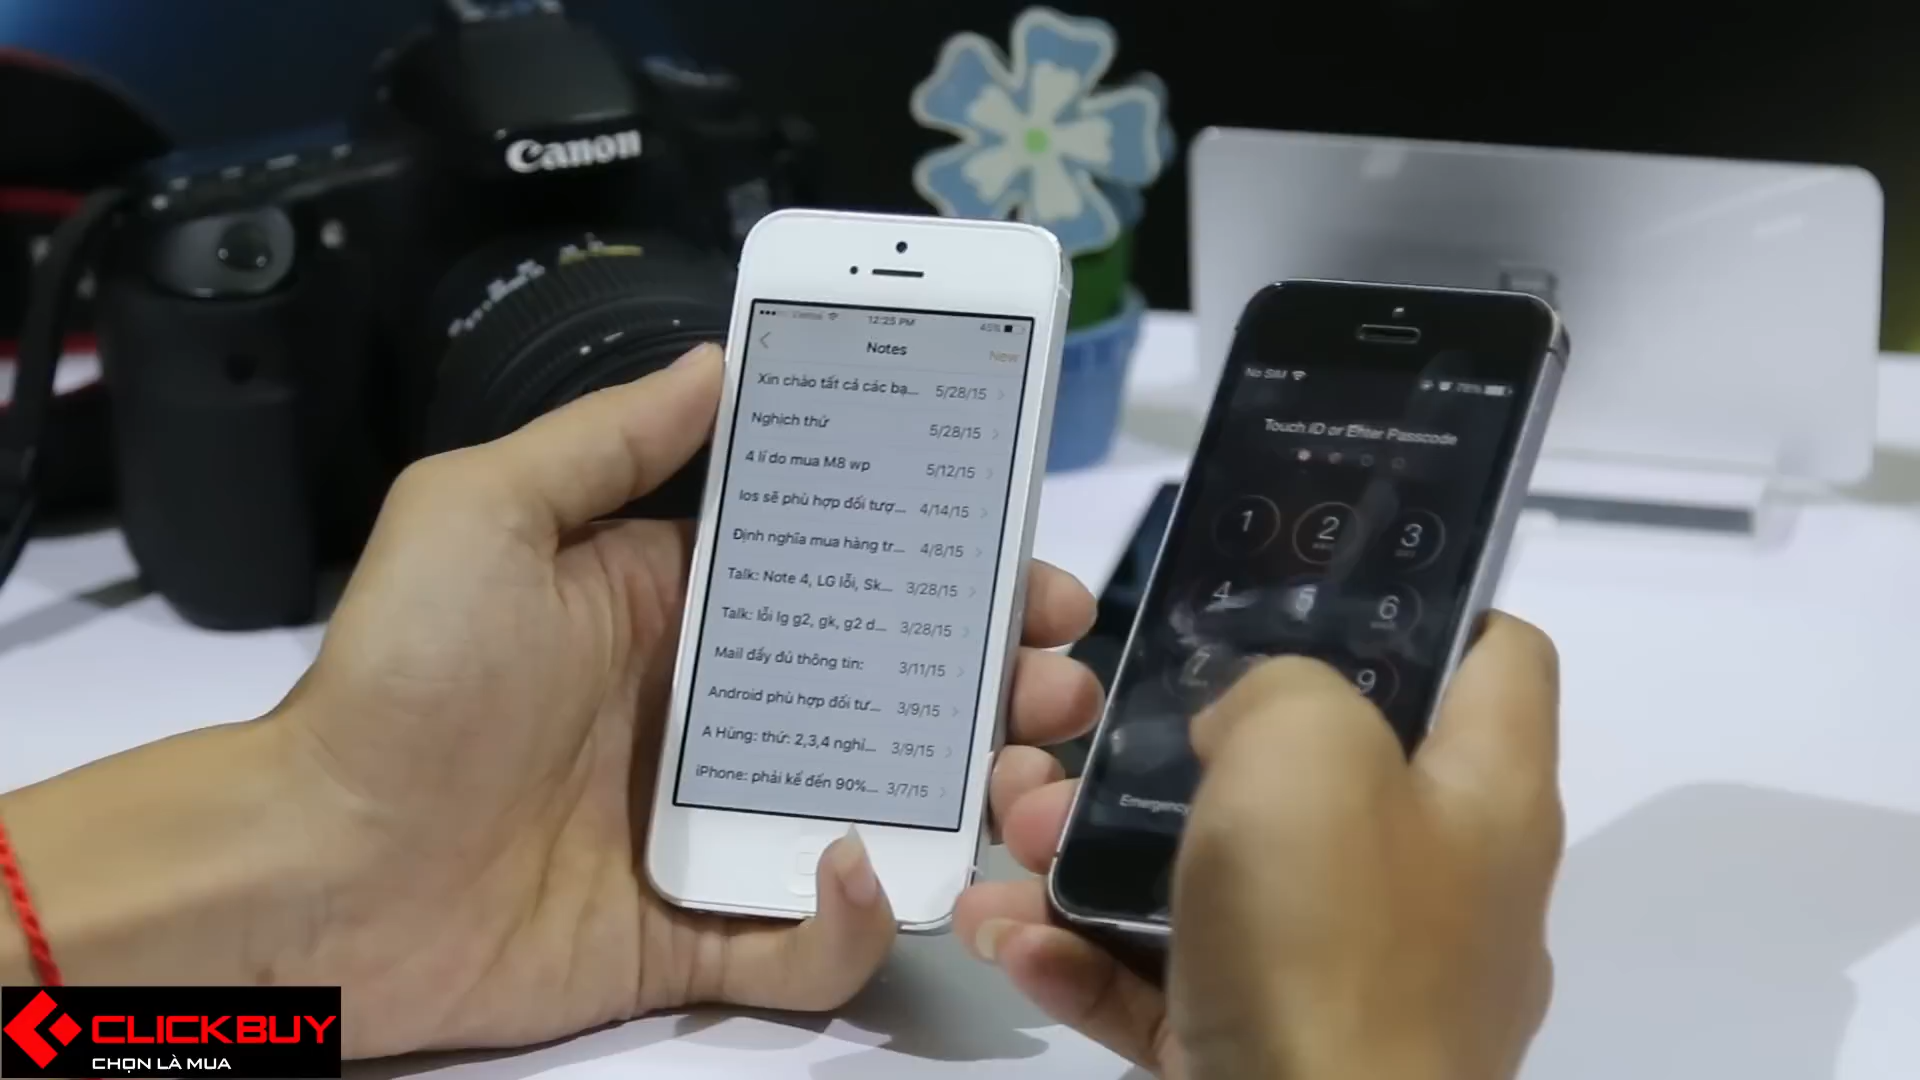 Canon
12:25 PM
45%
Notes
New
Xin chào tất cả các bạ... 5/28/15
Nghịch thử 5/28/15
4 lí do mua M8 wp 5/12/15
Ios sẽ phù hợp đối tượ... 4/14/15
Định nghĩa mua hàng tr... 4/8/15
Talk: Note 4, LG lỗi, Sk... 3/28/15
Talk: lỗi lg g2, gk, g2 d... 3/28/15
Mail đầy đủ thông tin: 3/11/15
Android phù hợp đối tư... 3/9/15
A Hùng: thứ: 2,3,4 nghỉ... 3/9/15
iPhone: phải kể đến 90%... 3/7/15
No SIM
78%
Touch ID or Enter Passcode
1 2 3
4 5 6
7 9
Emergency
CLICKBUY
CHỌN LÀ MUA